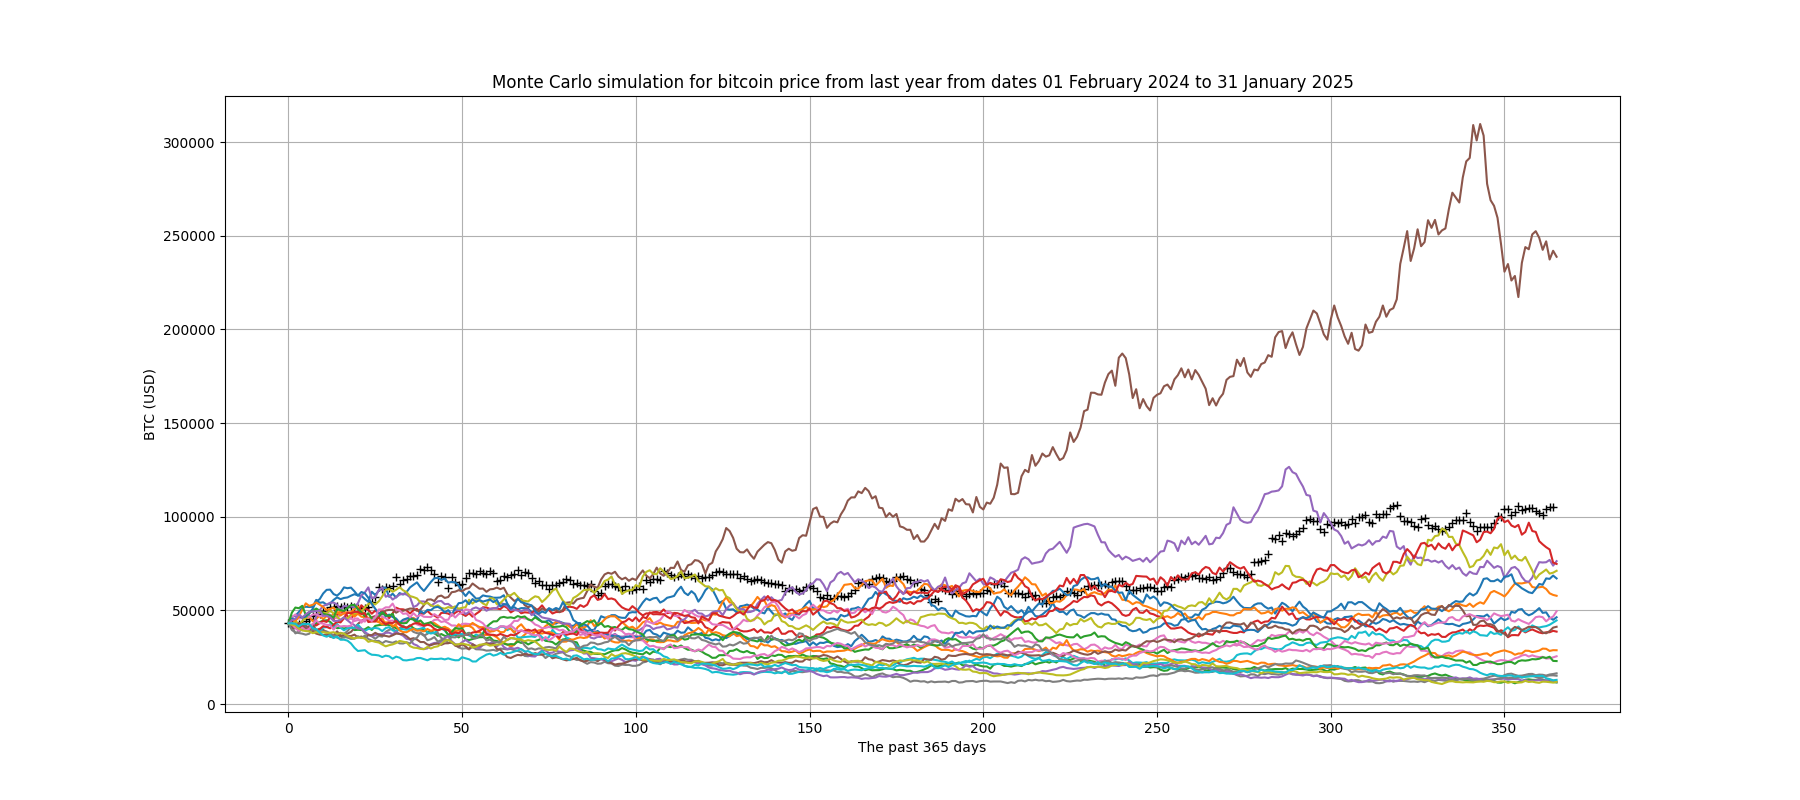 Monte Carlo simulation for bitcoin price from last year from dates 01 February 2024 to 31 January 2025
300000
250000
200000
150000
100000
50000
0
BTC (USD)
0 50 100 150 200 250 300 350
The past 365 days